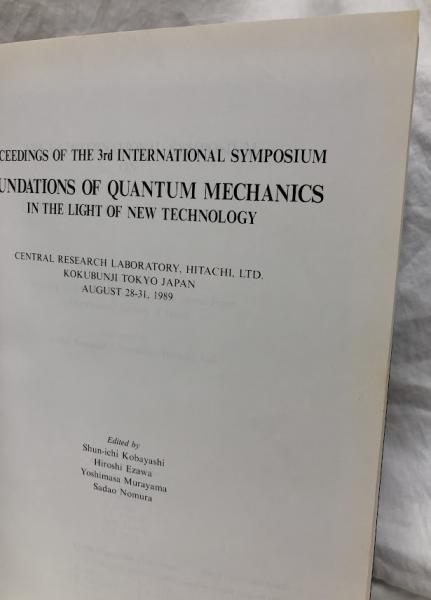 CEEDINGS OF THE 3rd INTERNATIONAL SYMPOSIUM
UNDATIONS OF QUANTUM MECHANICS
IN THE LIGHT OF NEW TECHNOLOGY
CENTRAL RESEARCH LABORATORY, HITACHI, LTD.
KOKUBUNJI TOKYO JAPAN
AUGUST 28-31, 1989
Edited by
Shun-ichi Kobayashi
Hiroshi Ezawa
Yoshimasa Murayama
Sadao Nomura